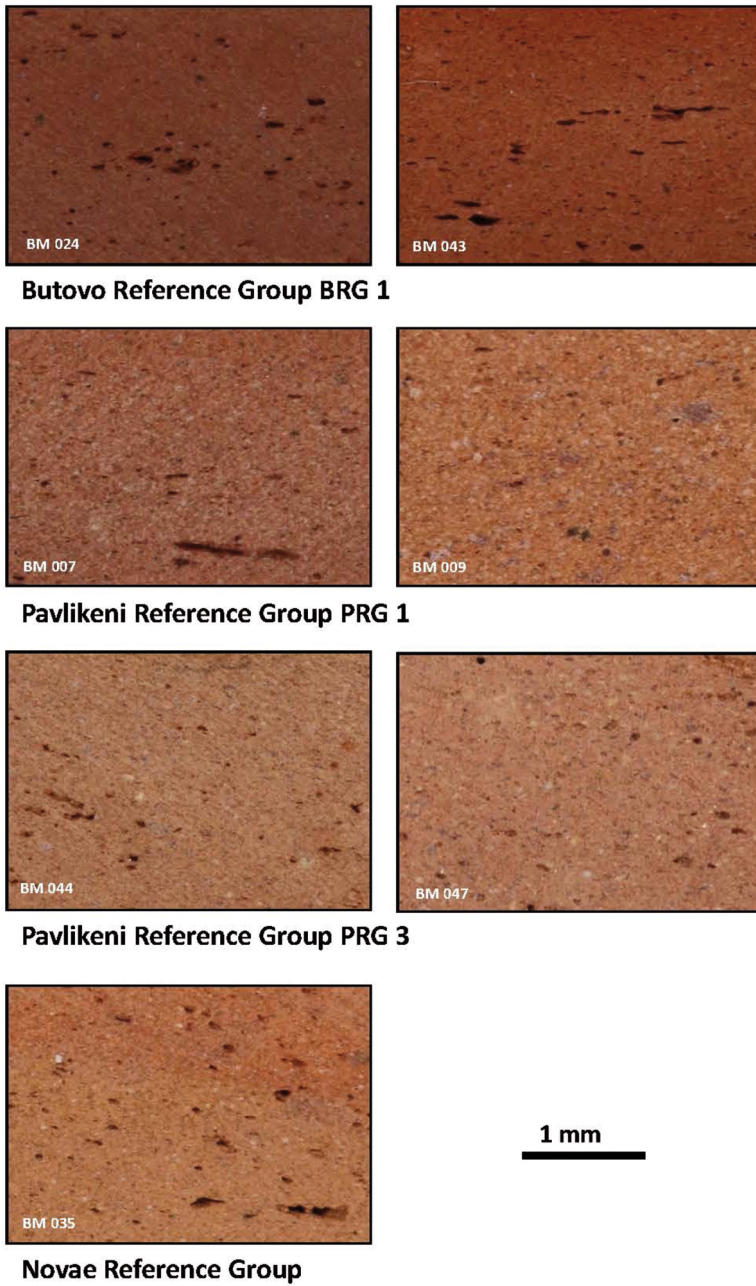 BM 024
BM 043
Butovo Reference Group BRG 1
BM 007
BM 009
Pavlikeni Reference Group PRG 1
BM 044
BM 047
Pavlikeni Reference Group PRG 3
BM 035
1 mm
Novae Reference Group